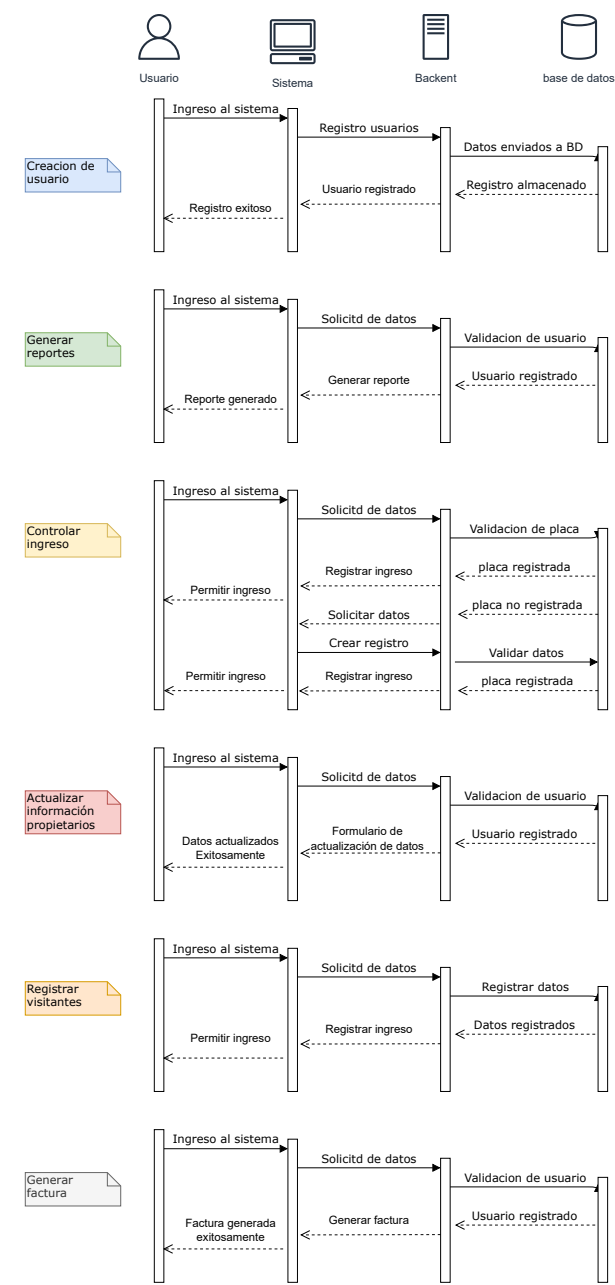 Usuario
Sistema
Backent
base de datos
Creacion de
usuario
Ingreso al sistema
Registro usuarios
Datos enviados a BD
Registro almacenado
Usuario registrado
Registro exitoso
Generar
reportes
Ingreso al sistema
Solicitd de datos
Validacion de usuario
Usuario registrado
Generar reporte
Reporte generado
Controlar
ingreso
Ingreso al sistema
Solicitd de datos
Validacion de placa
placa registrada
Registrar ingreso
Permitir ingreso
placa no registrada
Solicitar datos
Crear registro
Validar datos
placa registrada
Registrar ingreso
Permitir ingreso
Actualizar
información
propietarios
Ingreso al sistema
Solicitd de datos
Validacion de usuario
Usuario registrado
Formulario de
actualización de datos
Datos actualizados
Exitosamente
Registrar
visitantes
Ingreso al sistema
Solicitd de datos
Registrar datos
Datos registrados
Registrar ingreso
Permitir ingreso
Generar
factura
Ingreso al sistema
Solicitd de datos
Validacion de usuario
Usuario registrado
Generar factura
Factura generada
exitosamente